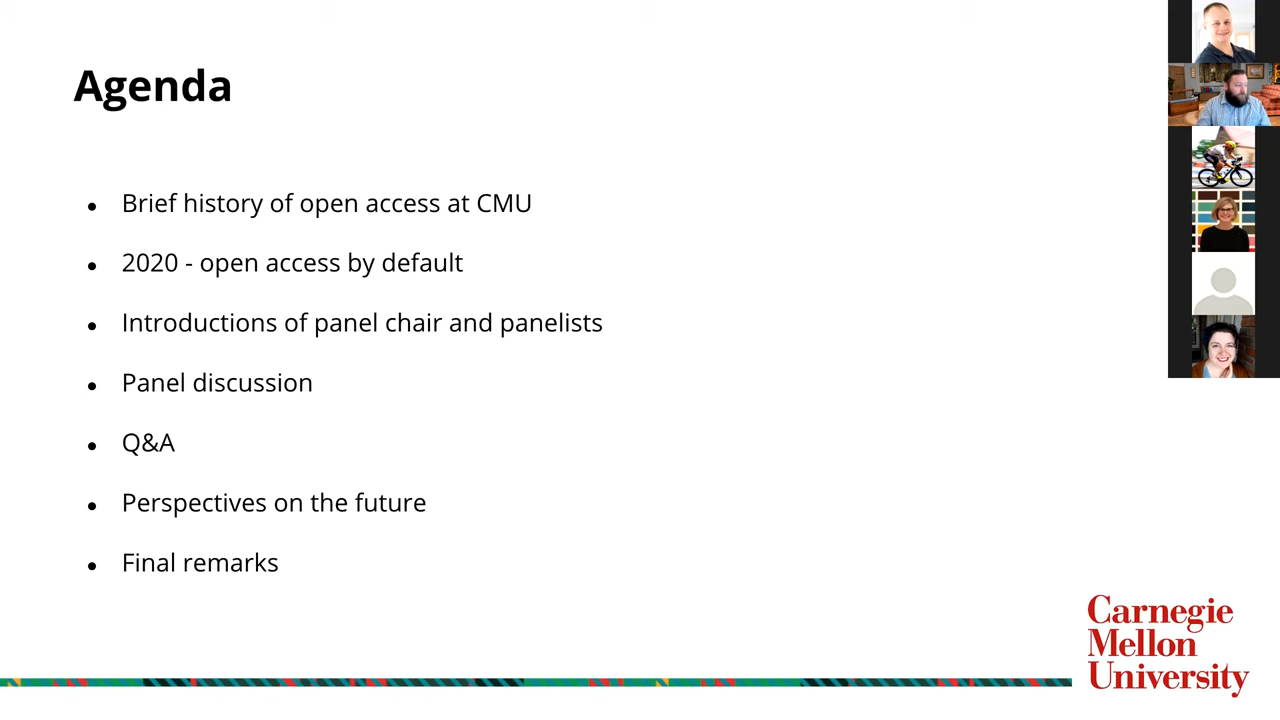 Agenda
Brief history of open access at CMU
2020 - open access by default
Introductions of panel chair and panelists
Panel discussion
Q&A
Perspectives on the future
Final remarks
Carnegie
Mellon
University